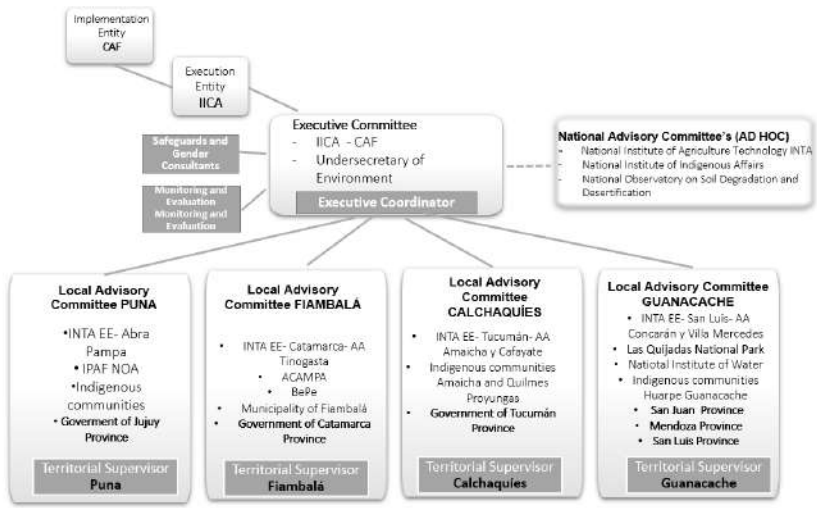 Implementation
Entity
CAF
Execution
Entity
IICA
Executive Committee
- IICA - CAF
- Undersecretary of
Environment
Executive Coordinator
Safeguards and
Gender
Consultants
Monitoring and
Evaluation
Monitoring and
Evaluation
National Advisory Committee's (AD HOC)
- National Institute of Agriculture Technology INTA
- National Institute of Indigenous Affairs
- National Observatory on Soil Degradation and
Desertification
Local Advisory
Committee PUNA
•INTA EE- Abra
Pampa
• IPAF NOA
•Indigenous
communities
• Goverment of Jujuy
Province
Territorial Supervisor
Puna
Local Advisory
Committee FIAMBALÁ
• INTA EE- Catamarca- AA
Tinogasta
• ACAMPA
• BePe
• Municipality of Fiambalá
• Government of Catamarca
Province
Territorial Supervisor
Fiambalá
Local Advisory
Committee
CALCHAQUÍES
• INTA EE- Tucumán- AA
Amaicha y Cafayate
• Indigenous communities
Amaicha and Quilmes
Proyungas
• Government of Tucumán
Province
Territorial Supervisor
Calchaquíes
Local Advisory Committee
GUANACACHE
• INTA EE- San Luis- AA
Concarán y Villa Mercedes
• Las Quijadas National Park
• Natiotal Institute of Water
• Indigenous communities
Huarpe Guanacache
• San Juan Province
• Mendoza Province
• San Luis Province
Territorial Supervisor
Guanacache